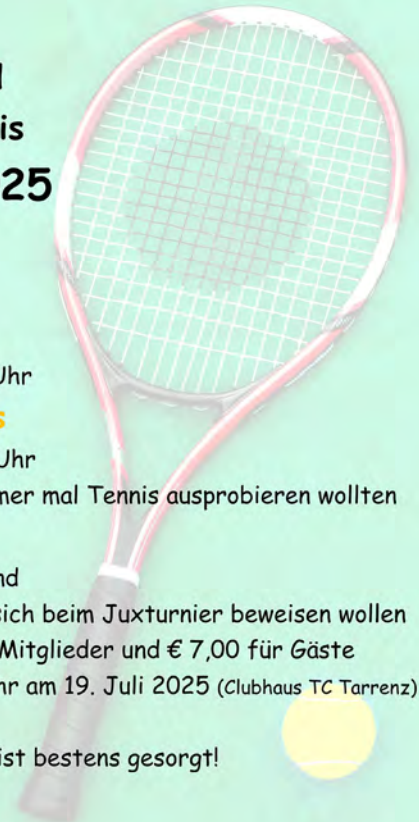 is
25
Uhr
s
Uhr
mer mal Tennis ausprobieren wollten
nd
sich beim Juxturnier beweisen wollen
Mitglieder und € 7,00 für Gäste
hr am 19. Juli 2025 (Clubhaus TC Tarrenz)
ist bestens gesorgt!